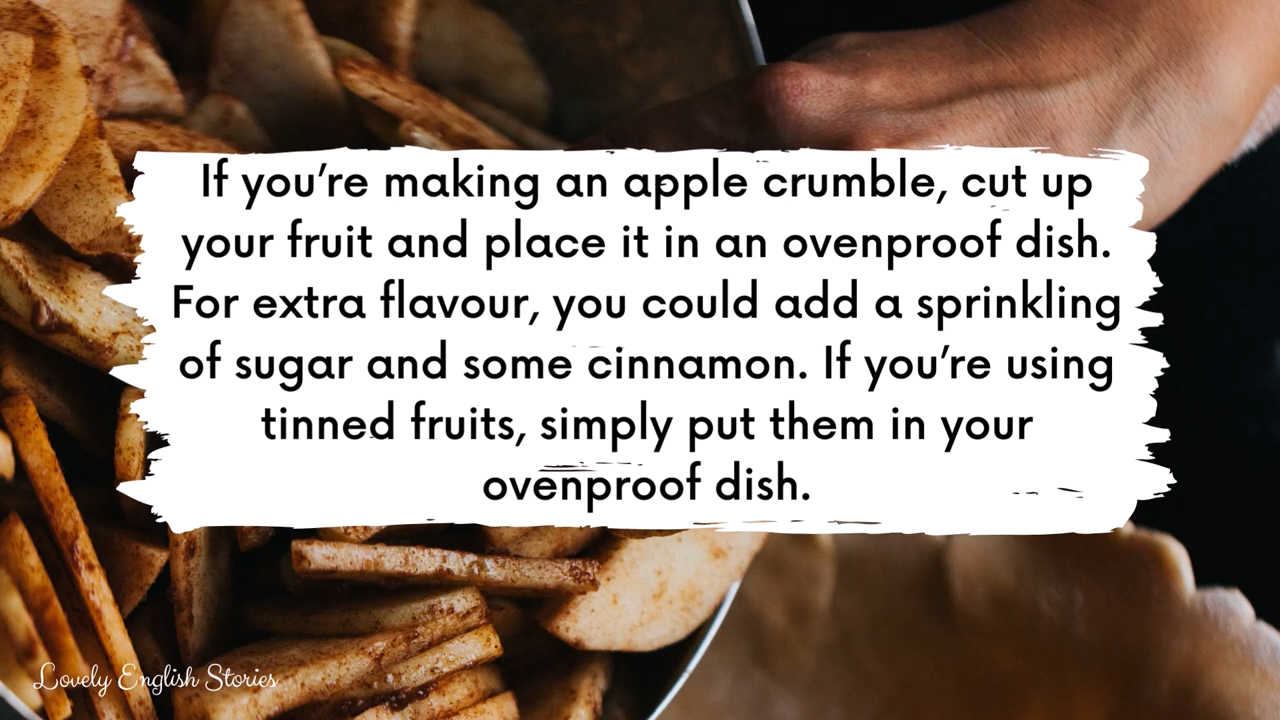 If you’re making an apple crumble, cut up
your fruit and place it in an ovenproof dish.
For extra flavour, you could add a sprinkling
of sugar and some cinnamon. If you’re using
tinned fruits, simply put them in your
ovenproof dish.
Lovely English Stories